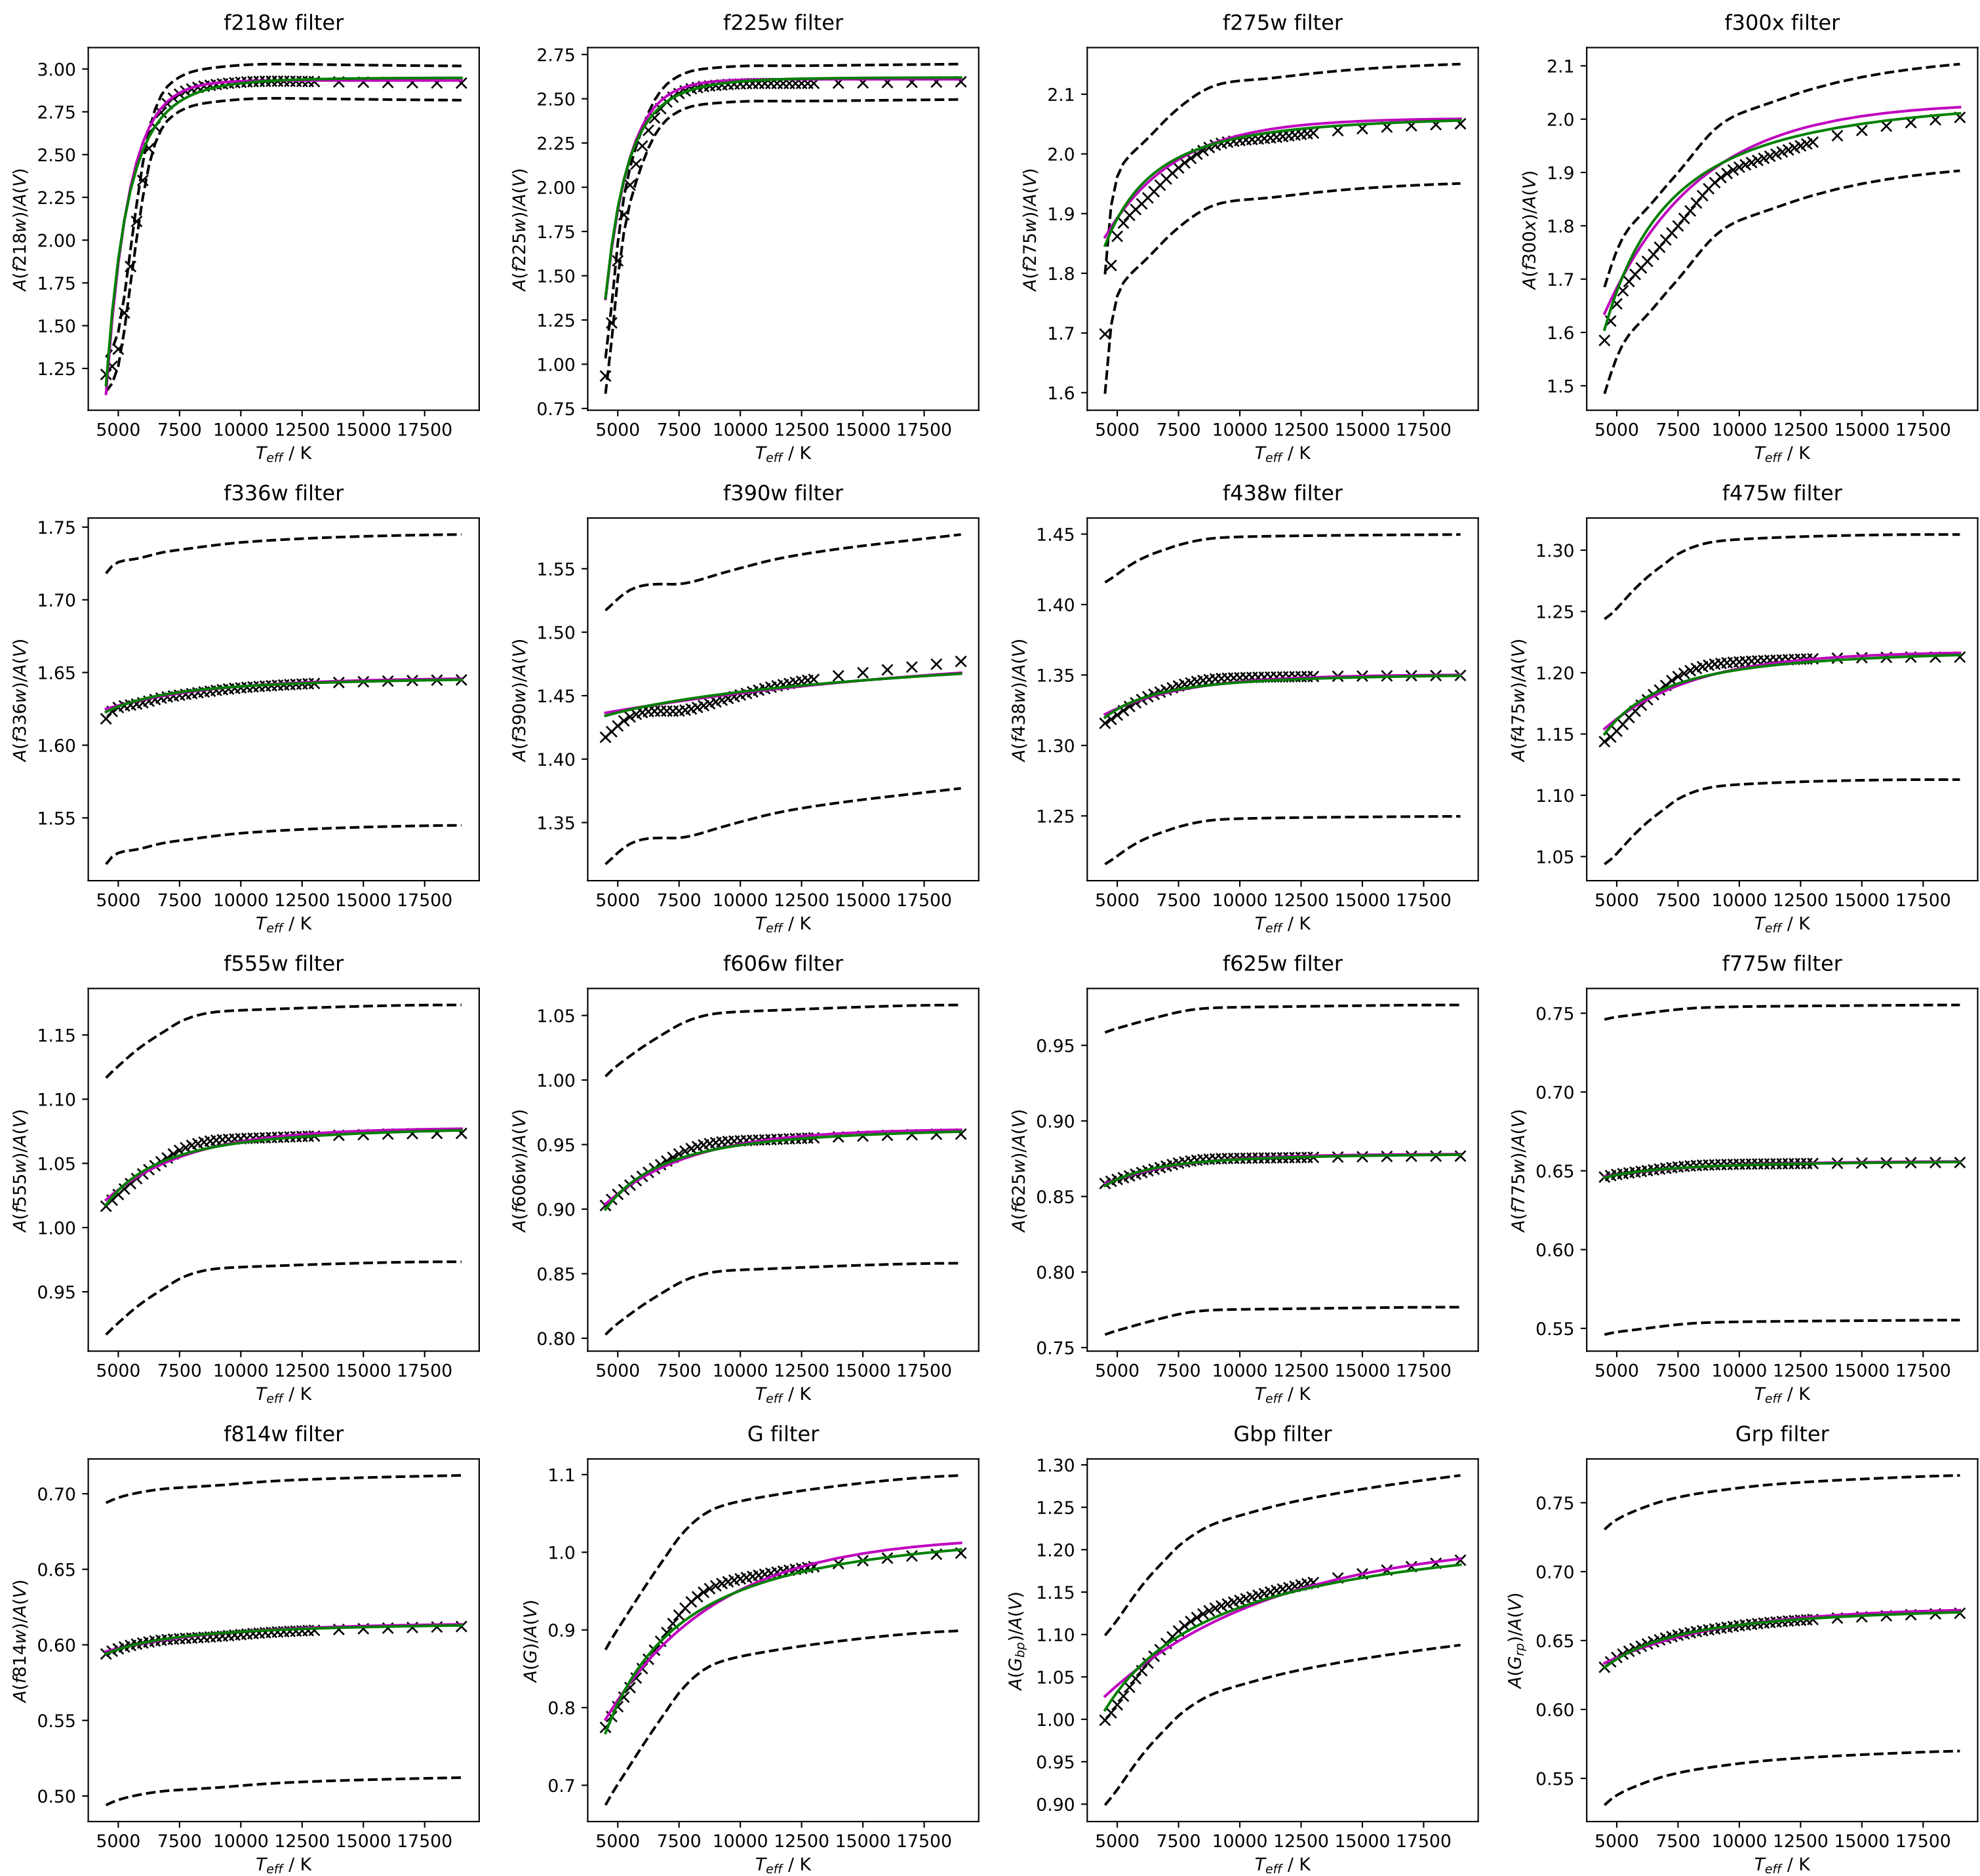 f218w filter
3.00
2.75
2.50
2.25
2.00
1.75
1.50
1.25
A(f218w)/A(V)
5000 7500 10000 12500 15000 17500
T_eff / K
f225w filter
2.75
2.50
2.25
2.00
1.75
1.50
1.25
1.00
0.75
A(f225w)/A(V)
5000 7500 10000 12500 15000 17500
T_eff / K
f275w filter
2.1
2.0
1.9
1.8
1.7
1.6
A(f275w)/A(V)
5000 7500 10000 12500 15000 17500
T_eff / K
f300x filter
2.1
2.0
1.9
1.8
1.7
1.6
1.5
A(f300x)/A(V)
5000 7500 10000 12500 15000 17500
T_eff / K
f336w filter
1.75
1.70
1.65
1.60
1.55
A(f336w)/A(V)
5000 7500 10000 12500 15000 17500
T_eff / K
f390w filter
1.55
1.50
1.45
1.40
1.35
A(f390w)/A(V)
5000 7500 10000 12500 15000 17500
T_eff / K
f438w filter
1.45
1.40
1.35
1.30
1.25
A(f438w)/A(V)
5000 7500 10000 12500 15000 17500
T_eff / K
f475w filter
1.30
1.25
1.20
1.15
1.10
1.05
A(f475w)/A(V)
5000 7500 10000 12500 15000 17500
T_eff / K
f555w filter
1.15
1.10
1.05
1.00
0.95
A(f555w)/A(V)
5000 7500 10000 12500 15000 17500
T_eff / K
f606w filter
1.05
1.00
0.95
0.90
0.85
0.80
A(f606w)/A(V)
5000 7500 10000 12500 15000 17500
T_eff / K
f625w filter
0.95
0.90
0.85
0.80
0.75
A(f625w)/A(V)
5000 7500 10000 12500 15000 17500
T_eff / K
f775w filter
0.75
0.70
0.65
0.60
0.55
A(f775w)/A(V)
5000 7500 10000 12500 15000 17500
T_eff / K
f814w filter
0.70
0.65
0.60
0.55
0.50
A(f814w)/A(V)
5000 7500 10000 12500 15000 17500
T_eff / K
G filter
1.1
1.0
0.9
0.8
0.7
A(G)/A(V)
5000 7500 10000 12500 15000 17500
T_eff / K
Gbp filter
1.30
1.25
1.20
1.15
1.10
1.05
1.00
0.95
0.90
A(G_bp)/A(V)
5000 7500 10000 12500 15000 17500
T_eff / K
Grp filter
0.75
0.70
0.65
0.60
0.55
A(G_rp)/A(V)
5000 7500 10000 12500 15000 17500
T_eff / K